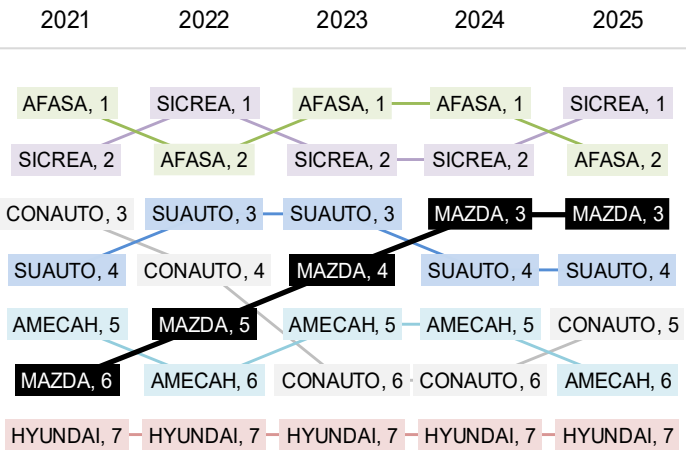 2021 2022 2023 2024 2025
AFASA, 1 SICREA, 1 AFASA, 1 AFASA, 1 SICREA, 1
SICREA, 2 AFASA, 2 SICREA, 2 SICREA, 2 AFASA, 2
CONAUTO, 3 SUAUTO, 3 SUAUTO, 3 MAZDA, 3 MAZDA, 3
SUAUTO, 4 CONAUTO, 4 MAZDA, 4 SUAUTO, 4 SUAUTO, 4
AMECAH, 5 MAZDA, 5 AMECAH, 5 AMECAH, 5 CONAUTO, 5
MAZDA, 6 AMECAH, 6 CONAUTO, 6 CONAUTO, 6 AMECAH, 6
HYUNDAI, 7 HYUNDAI, 7 HYUNDAI, 7 HYUNDAI, 7 HYUNDAI, 7